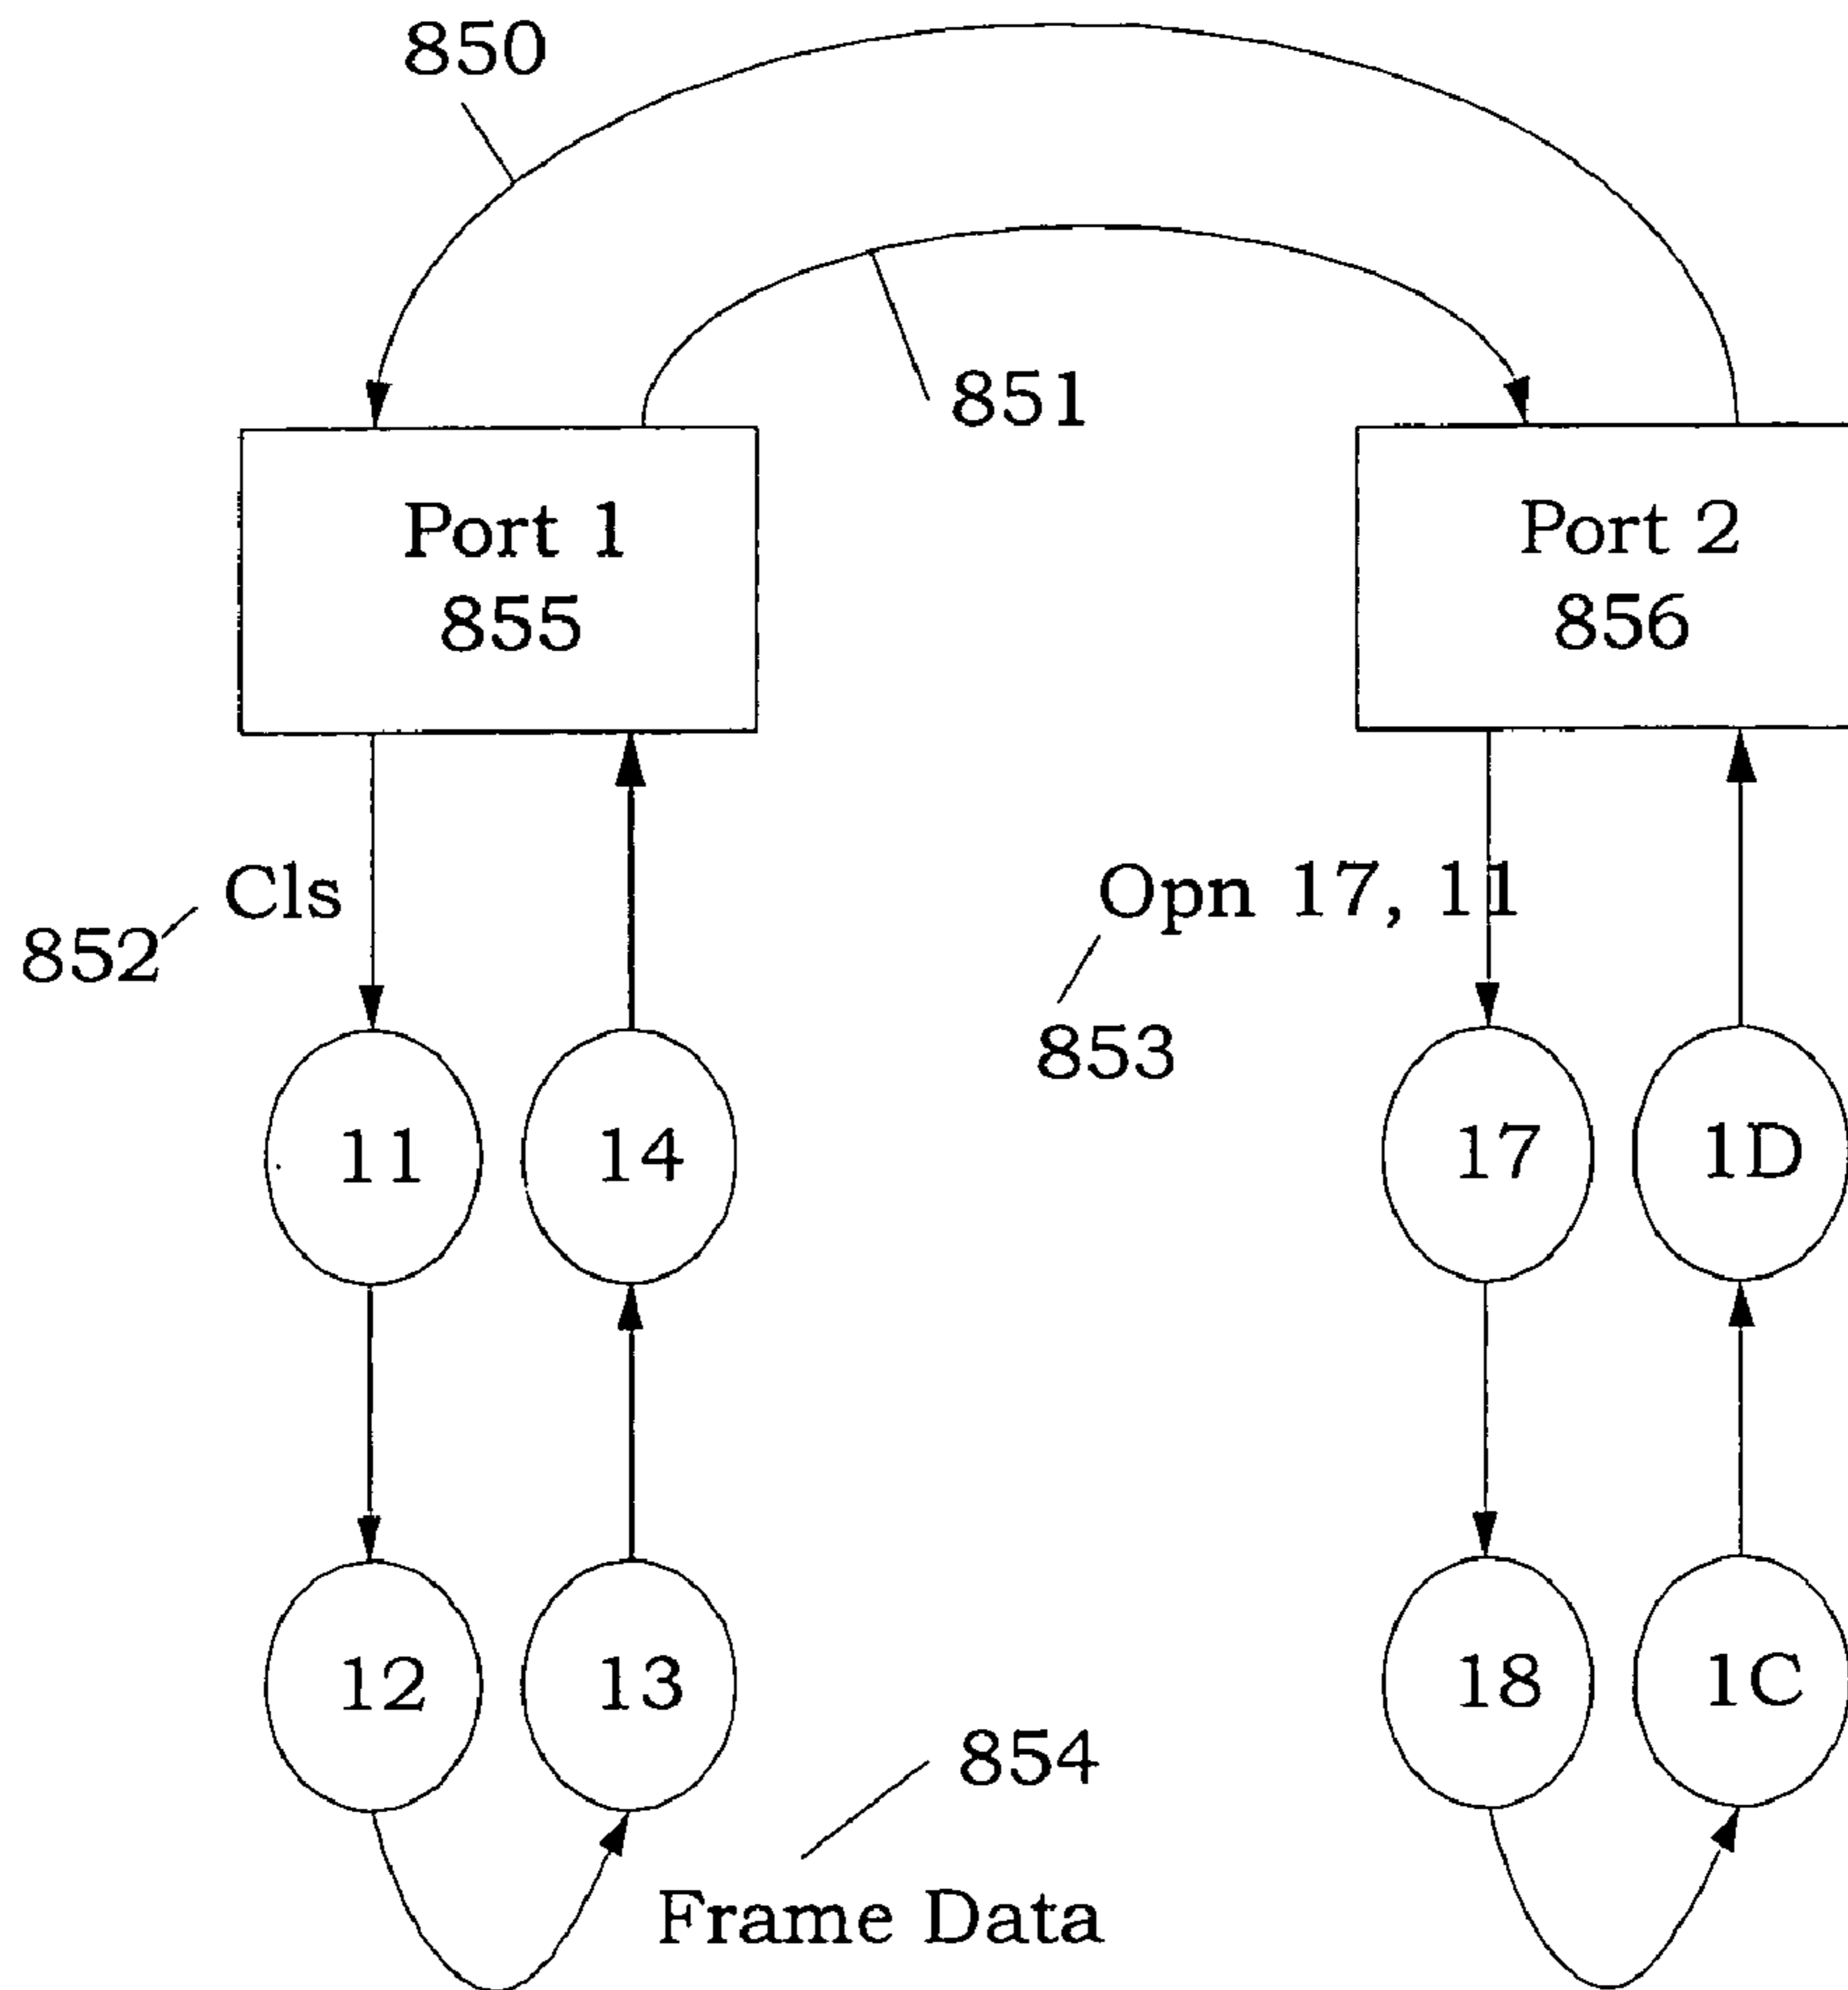 850
851
Port 1
855
Port 2
856
Cls
852
Opn 17, 11
853
11
14
17
1D
12
13
18
1C
854
Frame Data